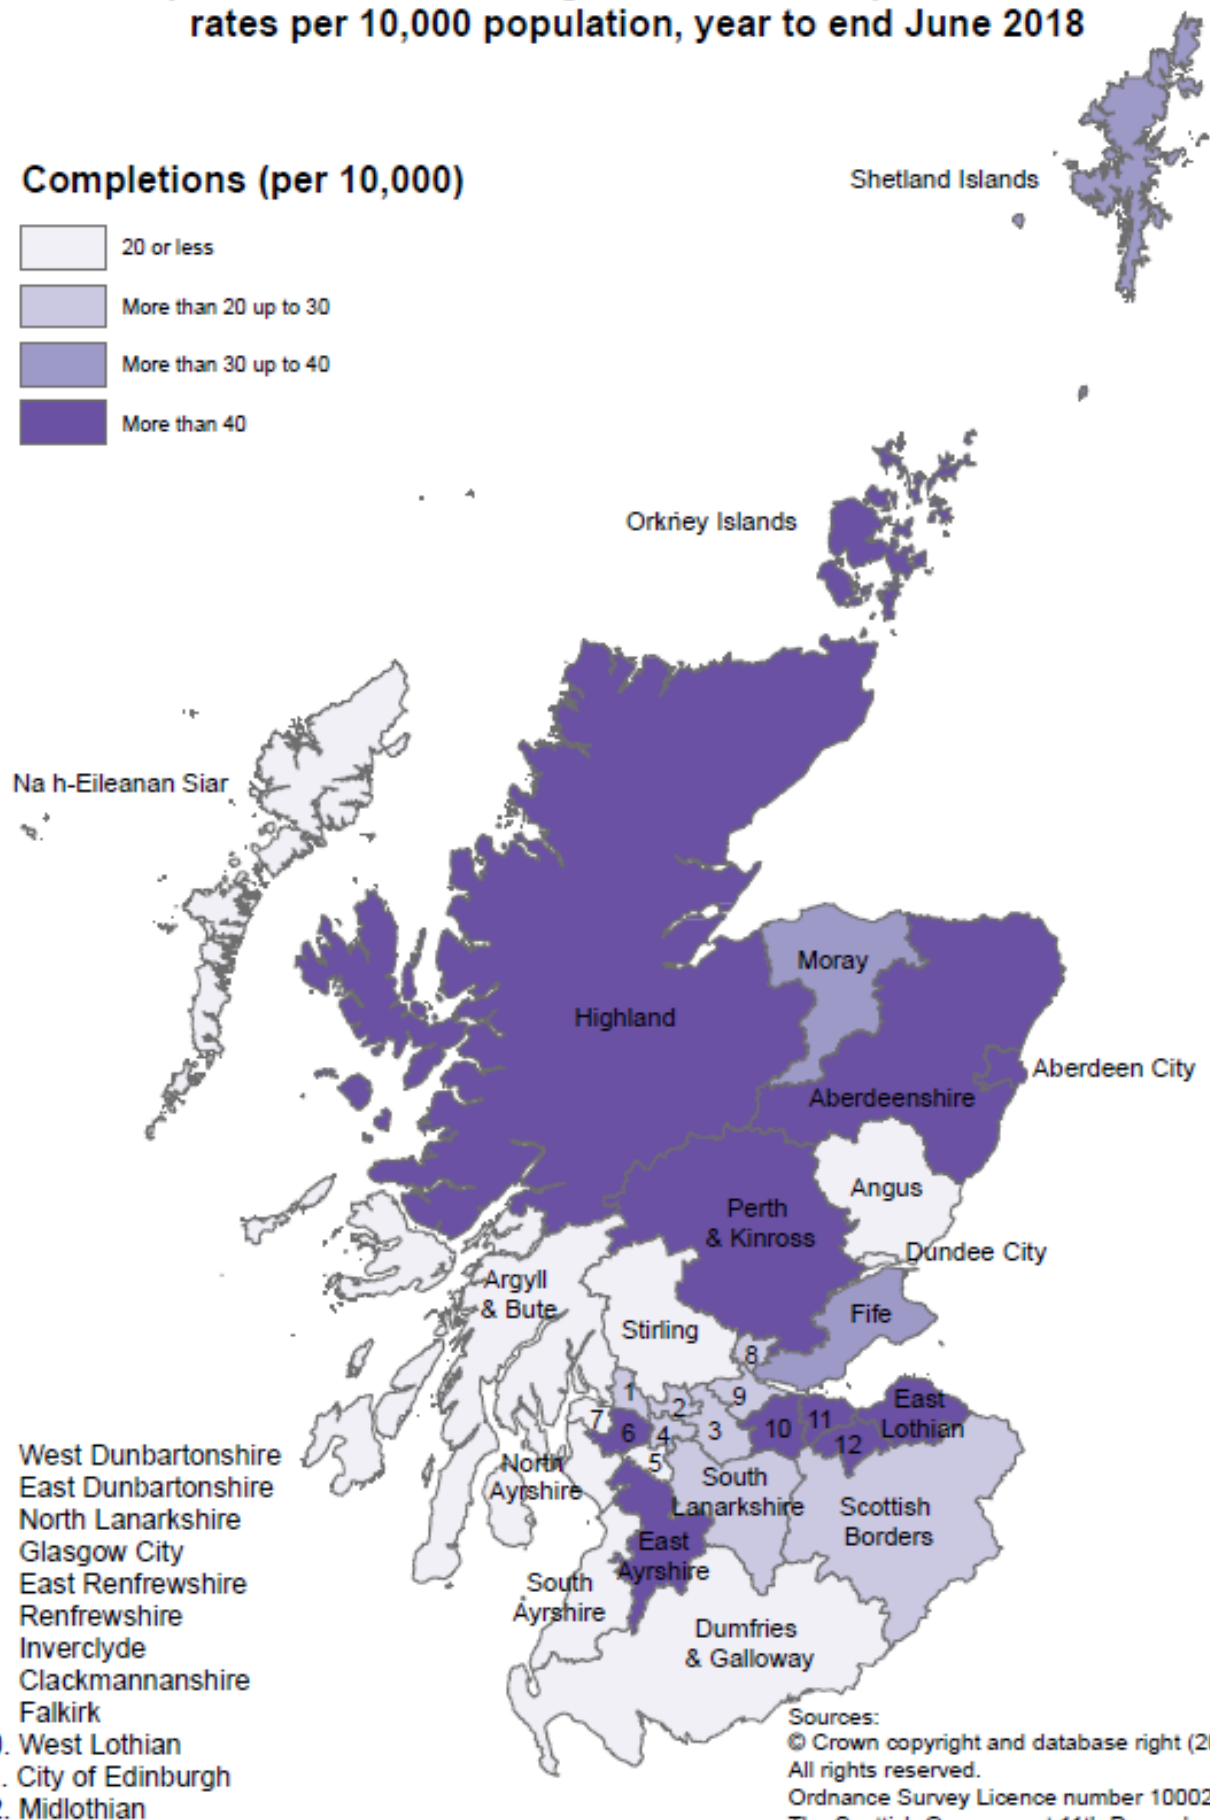 rates per 10,000 population, year to end June 2018
Completions (per 10,000)
20 or less
More than 20 up to 30
More than 30 up to 40
More than 40
Shetland Islands
Orkney Islands
Na h-Eileanan Siar
Moray
Highland
Aberdeen City
Aberdeenshire
Angus
Perth
& Kinross
Dundee City
Argyll
& Bute
Fife
Stirling
8
1
9
2
7
East
Lothian
6
4
3
10
11
12
5
North
Ayrshire
South
Lanarkshire
Scottish
Borders
East
Ayrshire
South
Ayrshire
Dumfries
& Galloway
West Dunbartonshire
East Dunbartonshire
North Lanarkshire
Glasgow City
East Renfrewshire
Renfrewshire
Inverclyde
Clackmannanshire
Falkirk
. West Lothian
. City of Edinburgh
. Midlothian
Sources:
© Crown copyright and database right
All rights reserved.
Ordnance Survey Licence number 10002